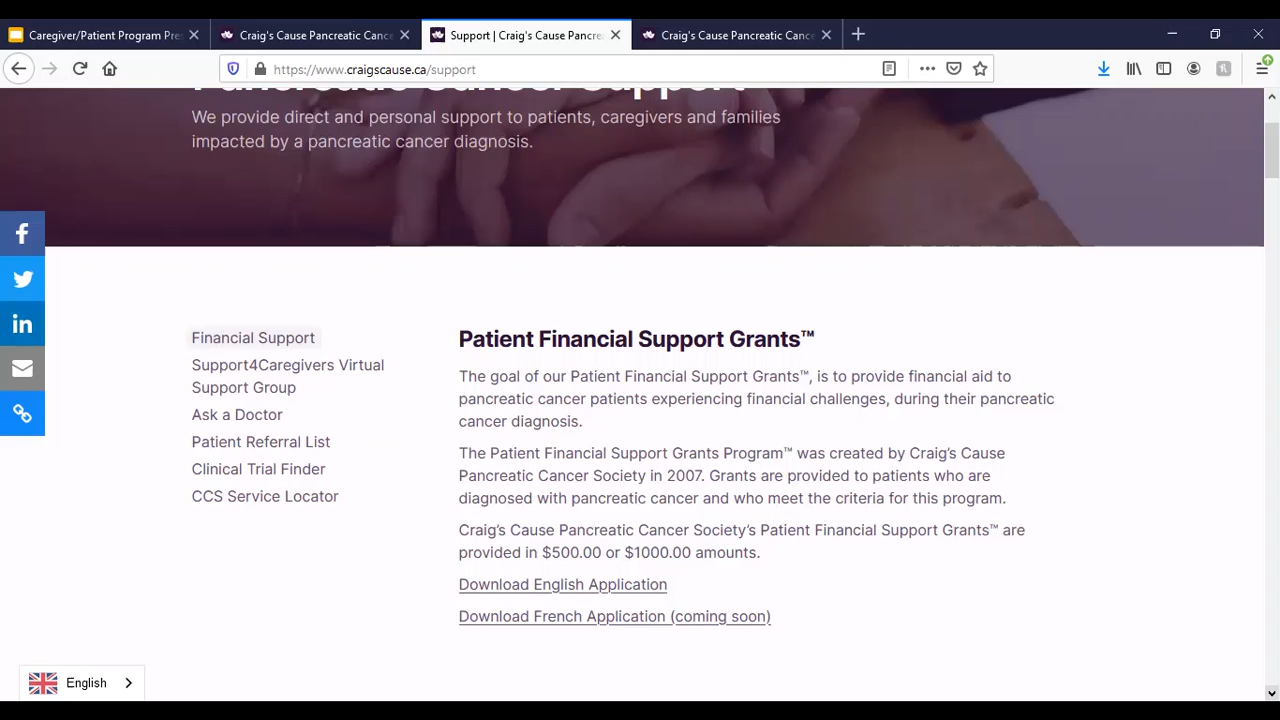 Caregiver/Patient Program Pre
Craig's Cause Pancreatic Cance
Support | Craig's Cause Pancrea
Craig's Cause Pancreatic Cance
https://www.craigscause.ca/support
Pancreatic Cancer Support
We provide direct and personal support to patients, caregivers and families
impacted by a pancreatic cancer diagnosis.
Financial Support
Support4Caregivers Virtual
Support Group
Ask a Doctor
Patient Referral List
Clinical Trial Finder
CCS Service Locator
Patient Financial Support Grants™
The goal of our Patient Financial Support Grants™, is to provide financial aid to
pancreatic cancer patients experiencing financial challenges, during their pancreatic
cancer diagnosis.
The Patient Financial Support Grants Program™ was created by Craig's Cause
Pancreatic Cancer Society in 2007. Grants are provided to patients who are
diagnosed with pancreatic cancer and who meet the criteria for this program.
Craig's Cause Pancreatic Cancer Society's Patient Financial Support Grants™ are
provided in $500.00 or $1000.00 amounts.
Download English Application
Download French Application (coming soon)
English